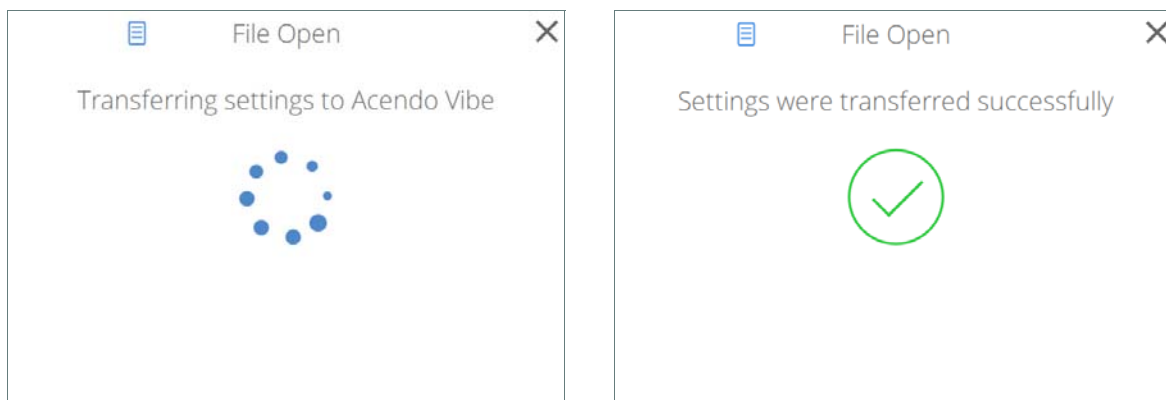 File Open
Transferring settings to Acendo Vibe
File Open
Settings were transferred successfully